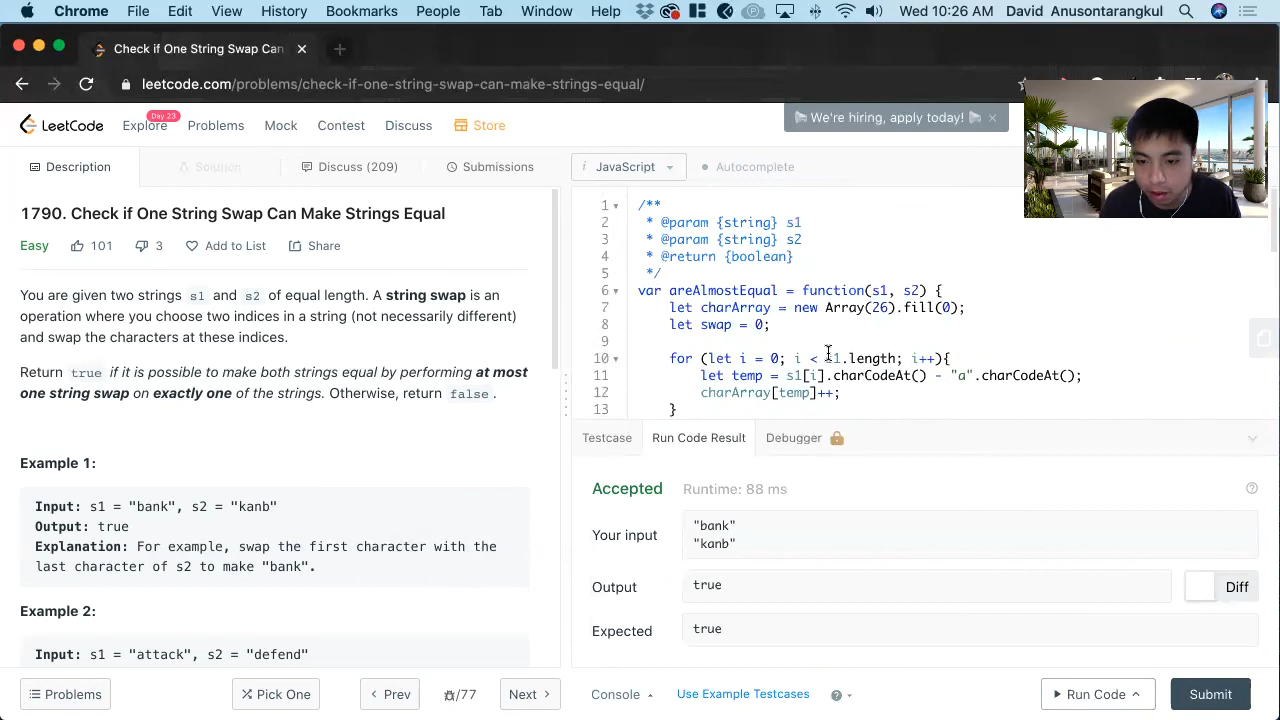 Chrome File Edit View History Bookmarks People Tab Window Help Wed 10:26 AM David Anusontarangkul
Check if One String Swap Can
leetcode.com/problems/check-if-one-string-swap-can-make-strings-equal/
We're hiring, apply today!
LeetCode Explore Day 23 Problems Mock Contest Discuss Store
Description Solution Discuss (209) Submissions
JavaScript Autocomplete
1790. Check if One String Swap Can Make Strings Equal
Easy 101 3 Add to List Share
You are given two strings s1 and s2 of equal length. A string swap is an
operation where you choose two indices in a string (not necessarily different)
and swap the characters at these indices.
Return true if it is possible to make both strings equal by performing at most
one string swap on exactly one of the strings. Otherwise, return false.
Example 1:
Input: s1 = "bank", s2 = "kanb"
Output: true
Explanation: For example, swap the first character with the
last character of s2 to make "bank".
Example 2:
Input: s1 = "attack", s2 = "defend"
1 /**
2 * @param {string} s1
3 * @param {string} s2
4 * @return {boolean}
5 */
6 var areAlmostEqual = function(s1, s2) {
7 let charArray = new Array(26).fill(0);
8 let swap = 0;
9
10 for (let i = 0; i < s1.length; i++){
11 let temp = s1[i].charCodeAt() - "a".charCodeAt();
12 charArray[temp]++;
13 }
Testcase Run Code Result Debugger
Accepted Runtime: 88 ms
Your input
"bank"
"kanb"
Output
true
Diff
Expected
true
Problems Pick One Prev /77 Next Console Use Example Testcases Run Code Submit